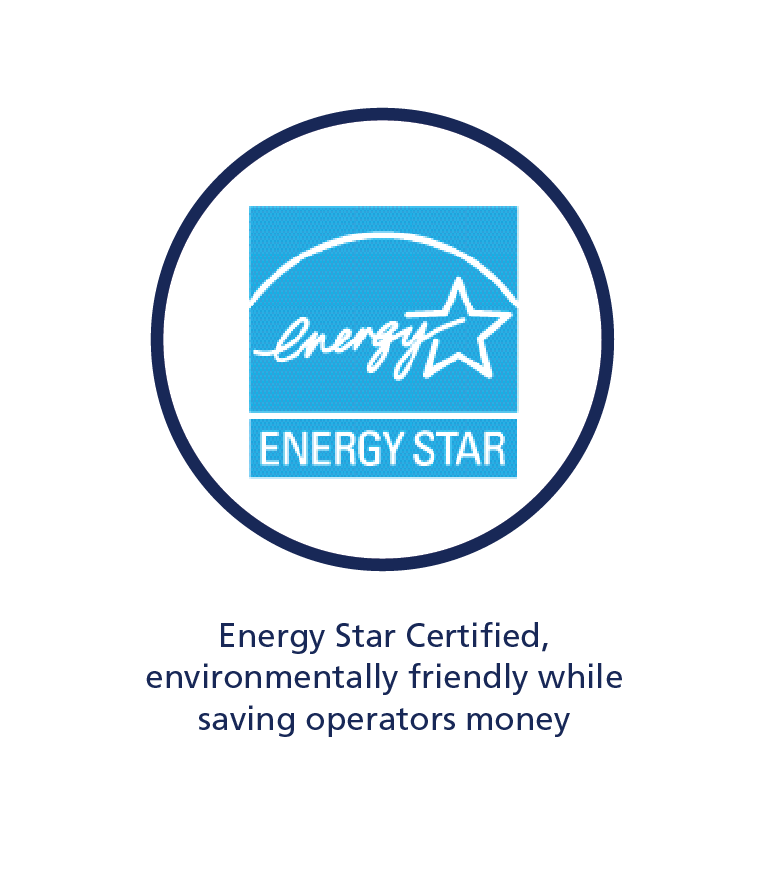 energy
ENERGY STAR
Energy Star Certified,
environmentally friendly while
saving operators money